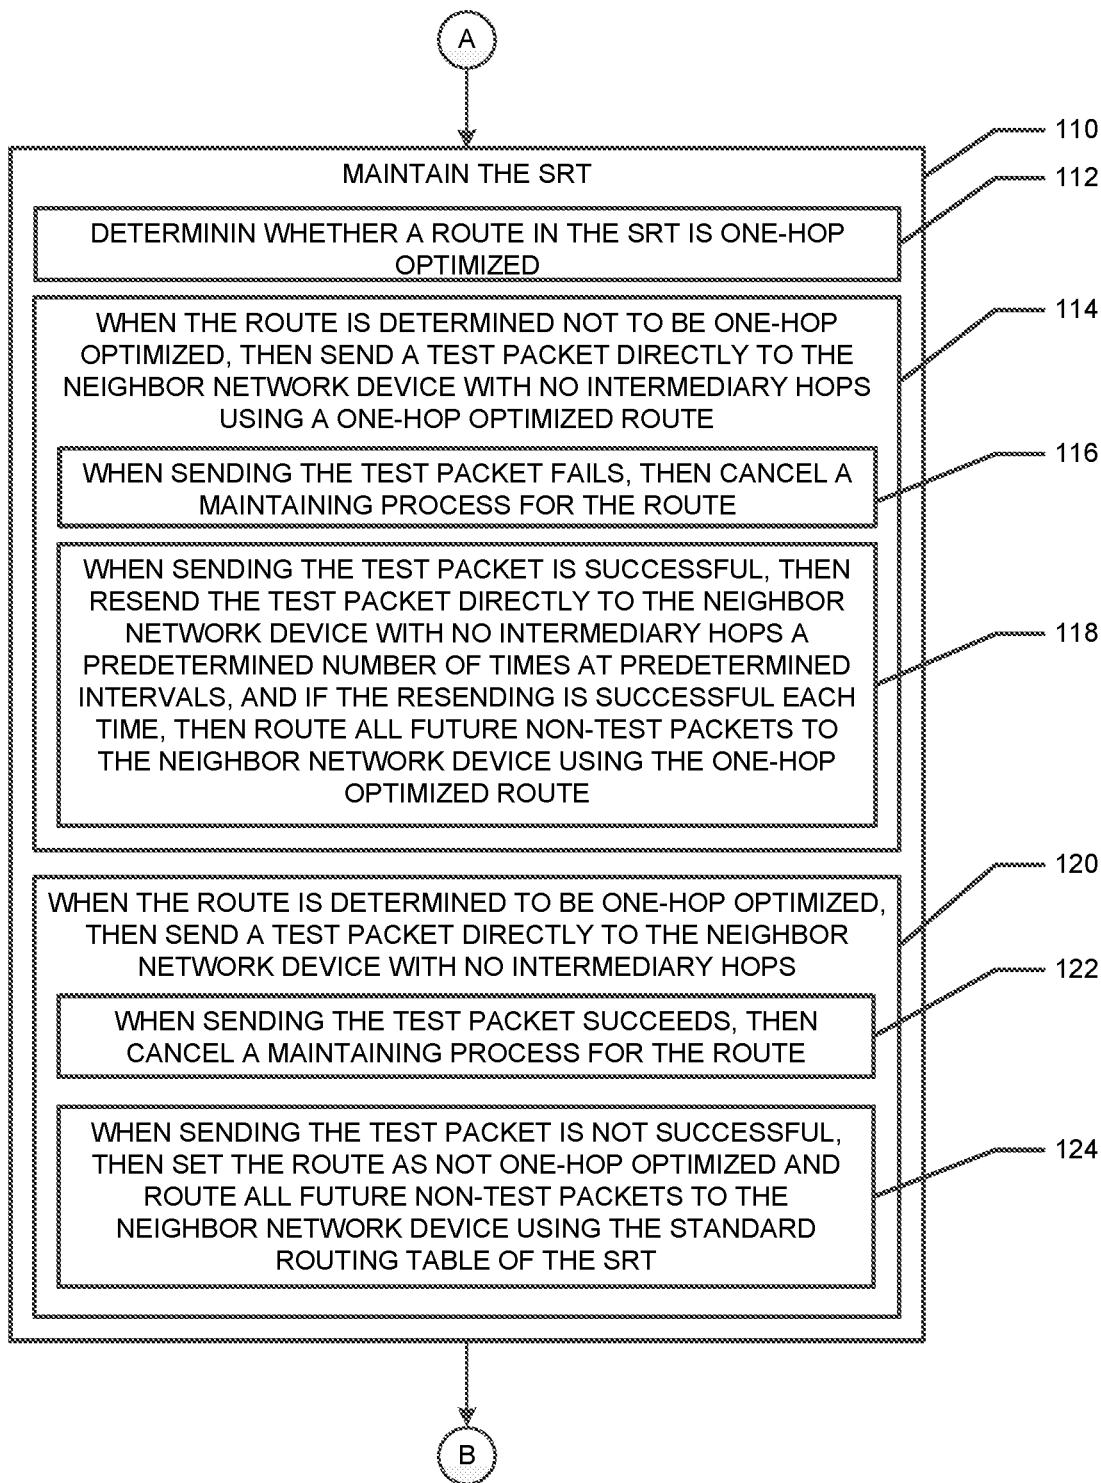 A
110
MAINTAIN THE SRT
112
DETERMININ WHETHER A ROUTE IN THE SRT IS ONE-HOP
OPTIMIZED
114
WHEN THE ROUTE IS DETERMINED NOT TO BE ONE-HOP
OPTIMIZED, THEN SEND A TEST PACKET DIRECTLY TO THE
NEIGHBOR NETWORK DEVICE WITH NO INTERMEDIARY HOPS
USING A ONE-HOP OPTIMIZED ROUTE
116
WHEN SENDING THE TEST PACKET FAILS, THEN CANCEL A
MAINTAINING PROCESS FOR THE ROUTE
118
WHEN SENDING THE TEST PACKET IS SUCCESSFUL, THEN
RESEND THE TEST PACKET DIRECTLY TO THE NEIGHBOR
NETWORK DEVICE WITH NO INTERMEDIARY HOPS A
PREDETERMINED NUMBER OF TIMES AT PREDETERMINED
INTERVALS, AND IF THE RESENDING IS SUCCESSFUL EACH
TIME, THEN ROUTE ALL FUTURE NON-TEST PACKETS TO
THE NEIGHBOR NETWORK DEVICE USING THE ONE-HOP
OPTIMIZED ROUTE
120
WHEN THE ROUTE IS DETERMINED TO BE ONE-HOP OPTIMIZED,
THEN SEND A TEST PACKET DIRECTLY TO THE NEIGHBOR
NETWORK DEVICE WITH NO INTERMEDIARY HOPS
122
WHEN SENDING THE TEST PACKET SUCCEEDS, THEN
CANCEL A MAINTAINING PROCESS FOR THE ROUTE
124
WHEN SENDING THE TEST PACKET IS NOT SUCCESSFUL,
THEN SET THE ROUTE AS NOT ONE-HOP OPTIMIZED AND
ROUTE ALL FUTURE NON-TEST PACKETS TO THE
NEIGHBOR NETWORK DEVICE USING THE STANDARD
ROUTING TABLE OF THE SRT
B